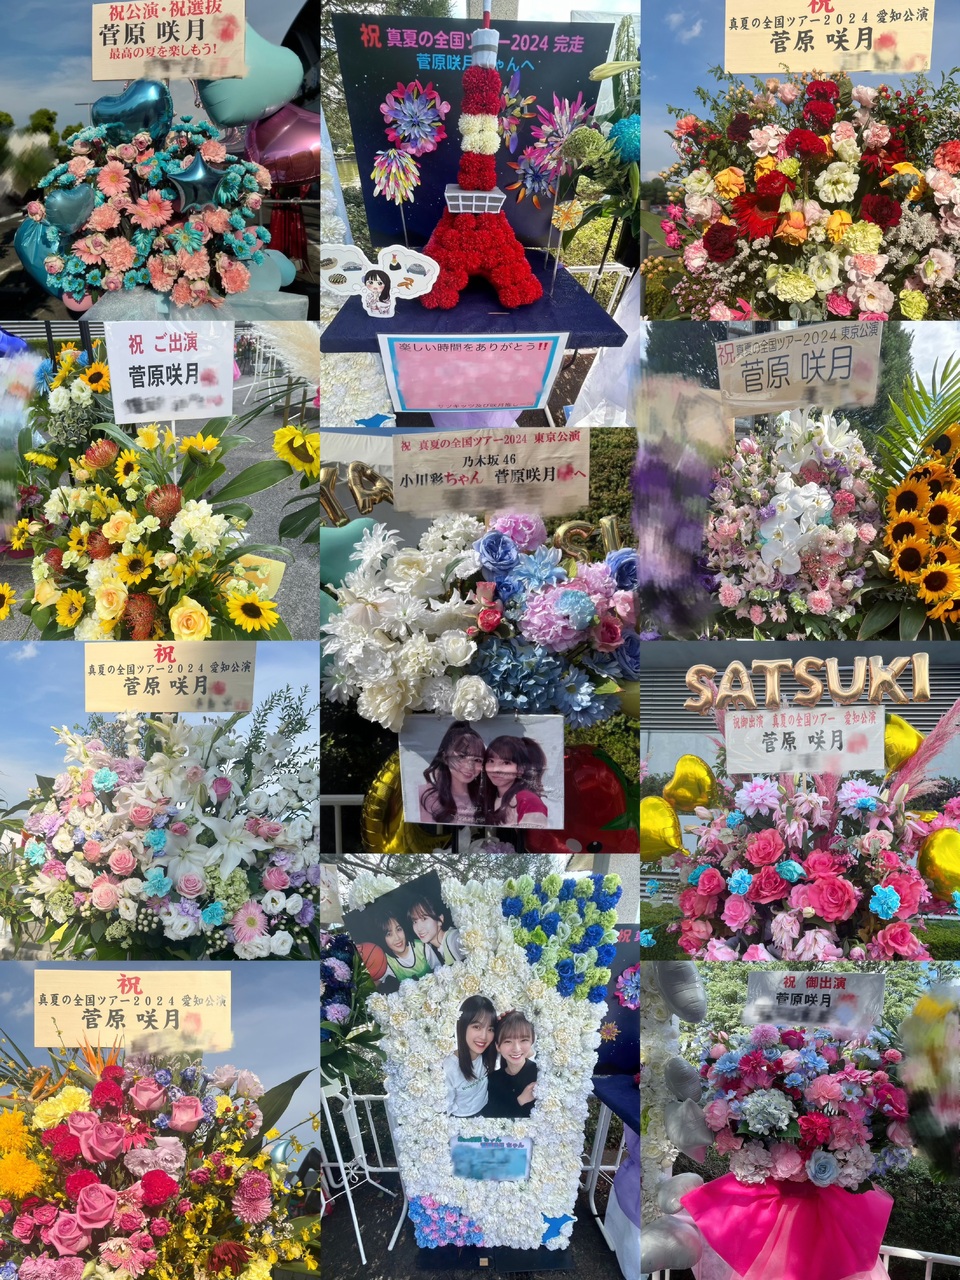 祝公演・祝選抜
菅原 咲月
最高の夏を楽しもう!
祝 真夏の全国ツアー2024 完走
菅原咲月ちゃんへ
楽しい時間をありがとう!!
祝
真夏の全国ツアー2024 愛知公演
菅原 咲月
祝 ご出演
菅原咲月
祝 真夏の全国ツアー2024 東京公演
乃木坂46
小川彩ちゃん 菅原咲月 へ
祝 真夏の全国ツアー2024 東京公演
菅原 咲月
祝
真夏の全国ツアー2024 愛知公演
菅原 咲月
SATSUKI
祝御出演 真夏の全国ツアー 愛知公演
菅原 咲月
祝
真夏の全国ツアー2024 愛知公演
菅原 咲月
ちゃん
祝 御出演
菅原咲月